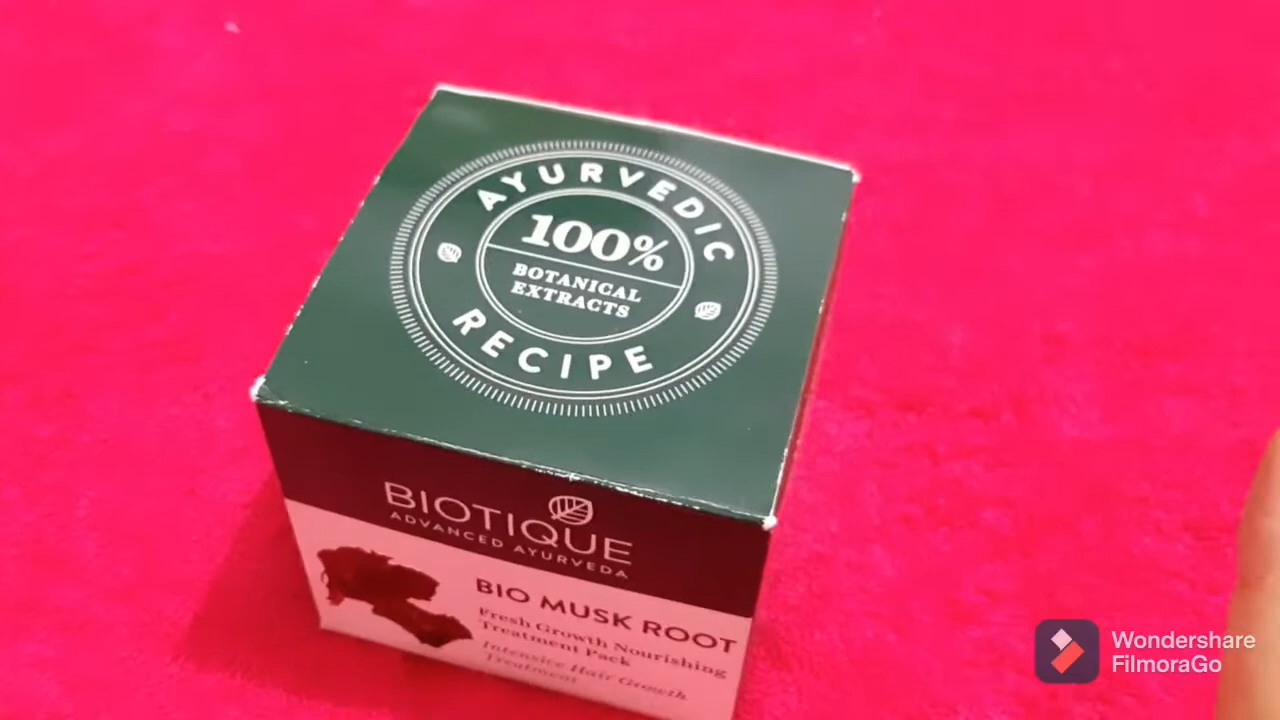 AYURVEDIC
100%
BOTANICAL
EXTRACTS
RECIPE
BIOTIQUE
ADVANCED AYURVEDA
BIO MUSK ROOT
Fresh Growth Nourishing
Treatment Pack
Intensive Hair Growth
Treatment
Wondershare
FilmoraGo